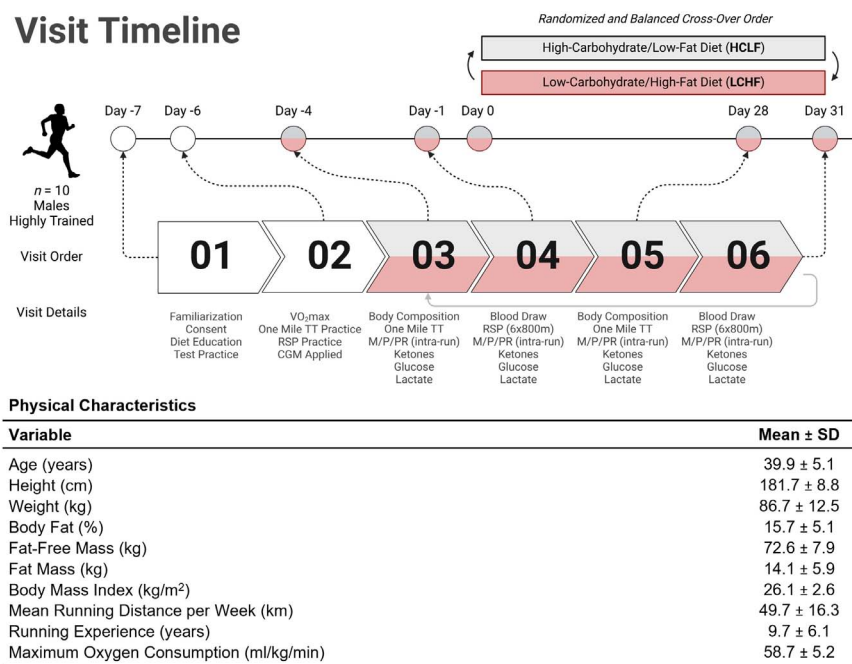 Visit Timeline
Randomized and Balanced Cross-Over Order
High-Carbohydrate/Low-Fat Diet (HCLF)
Low-Carbohydrate/High-Fat Diet (LCHF)
Day -7 Day -6 Day -4 Day -1 Day 0 Day 28 Day 31
n = 10
Males
Highly Trained
Visit Order
01 02 03 04 05 06
Visit Details
Familiarization
Consent
Diet Education
Test Practice
VO₂max
One Mile TT Practice
RSP Practice
CGM Applied
Body Composition
One Mile TT
M/P/PR (intra-run)
Ketones
Glucose
Lactate
Blood Draw
RSP (6x800m)
M/P/PR (intra-run)
Ketones
Glucose
Lactate
Body Composition
One Mile TT
M/P/PR (intra-run)
Ketones
Glucose
Lactate
Blood Draw
RSP (6x800m)
M/P/PR (intra-run)
Ketones
Glucose
Lactate
Physical Characteristics
Variable Mean ± SD
Age (years) 39.9 ± 5.1
Height (cm) 181.7 ± 8.8
Weight (kg) 86.7 ± 12.5
Body Fat (%) 15.7 ± 5.1
Fat-Free Mass (kg) 72.6 ± 7.9
Fat Mass (kg) 14.1 ± 5.9
Body Mass Index (kg/m²) 26.1 ± 2.6
Mean Running Distance per Week (km) 49.7 ± 16.3
Running Experience (years) 9.7 ± 6.1
Maximum Oxygen Consumption (ml/kg/min) 58.7 ± 5.2